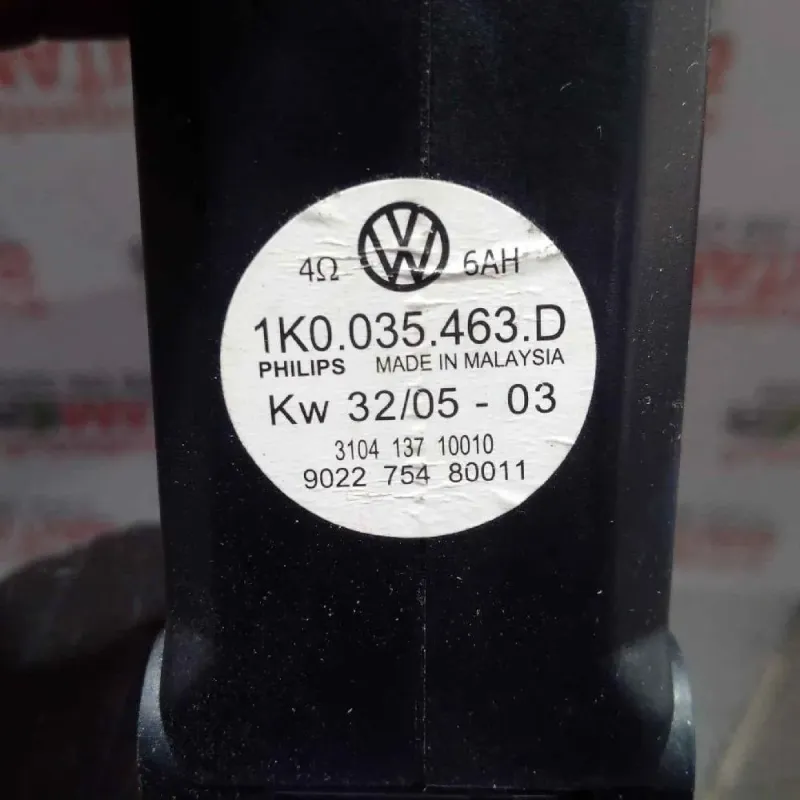 4Ω VW 6AH
1K0.035.463.D
PHILIPS MADE IN MALAYSIA
Kw 32/05 - 03
3104 137 10010
9022 754 80011